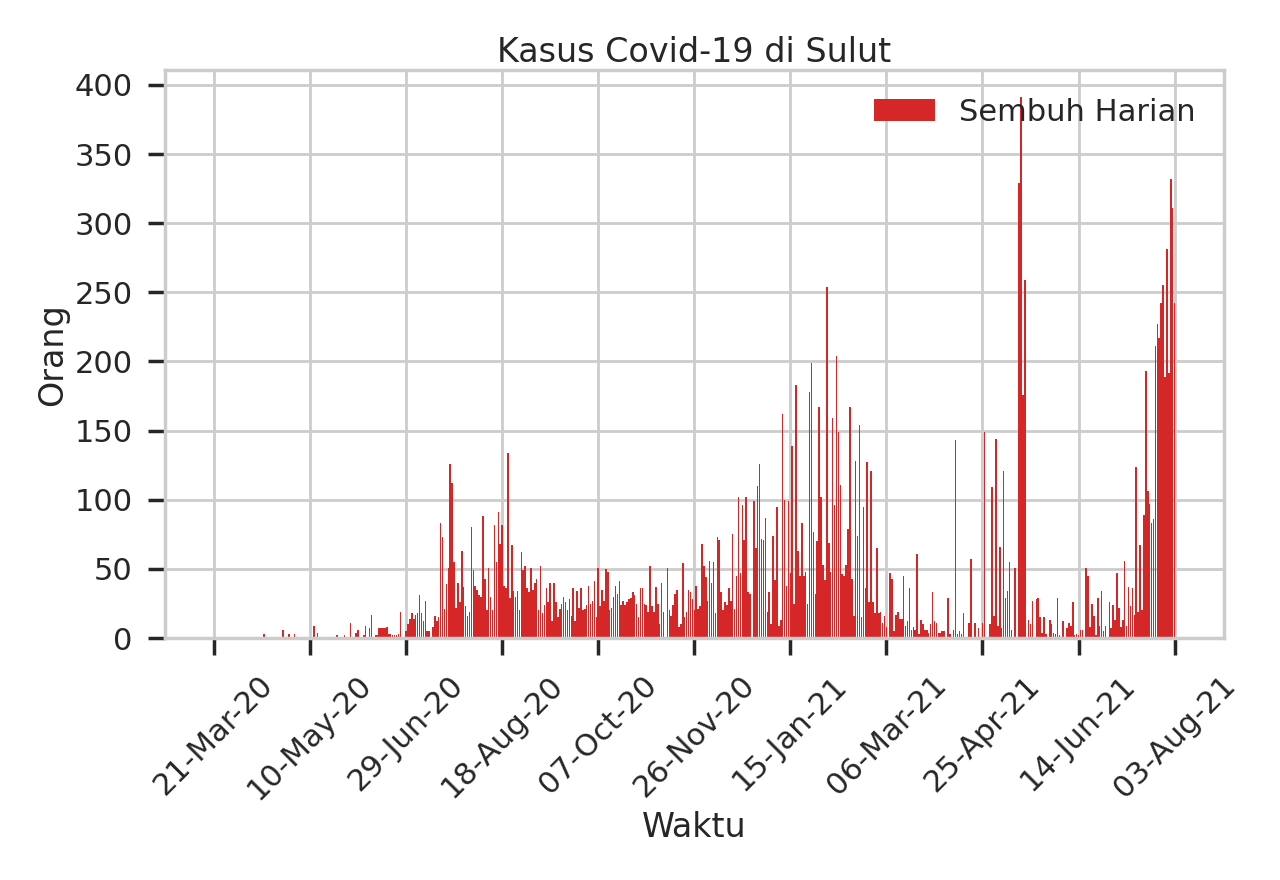 Kasus Covid-19 di Sulut
Sembuh Harian
Orang
400
350
300
250
200
150
100
50
0
21-Mar-20
10-May-20
29-Jun-20
18-Aug-20
07-Oct-20
26-Nov-20
15-Jan-21
06-Mar-21
25-Apr-21
14-Jun-21
03-Aug-21
Waktu